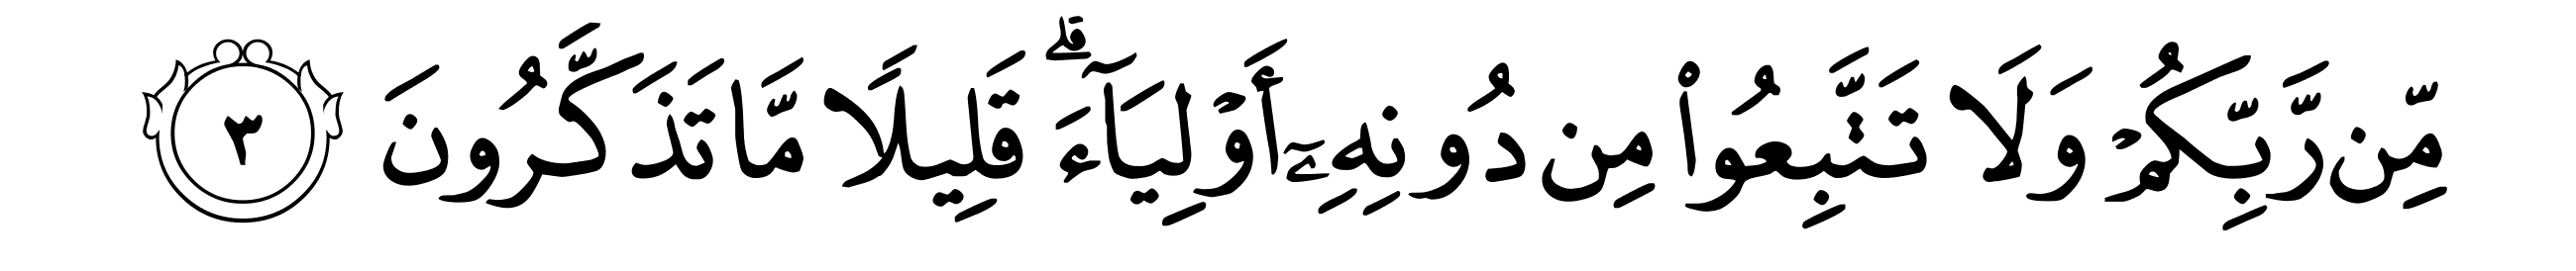 مِّن رَّبِّكُمْ وَلَا تَتَّبِعُوا۟ مِن دُونِهِۦٓ أَوْلِيَآءَ ۗ قَلِيلًا مَّا تَذَكَّرُونَ ٣